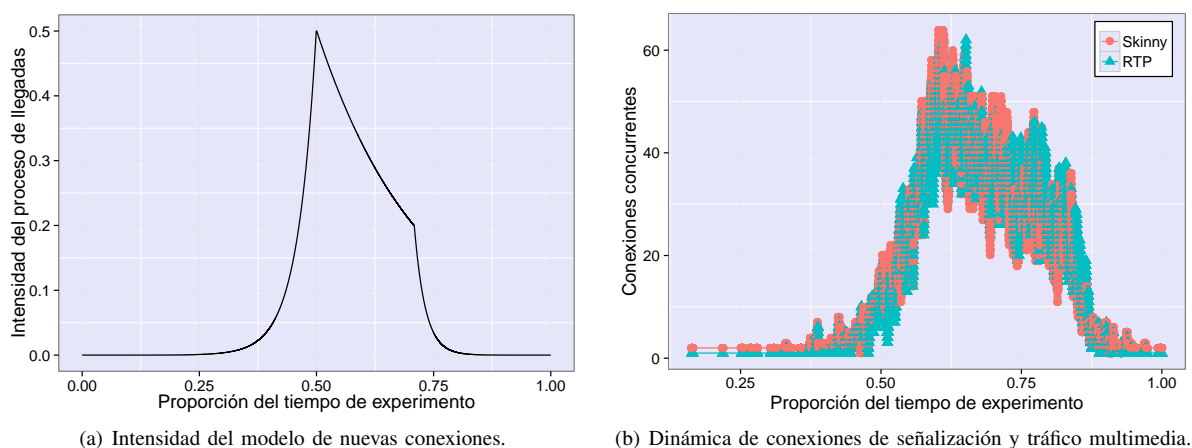 Intensidad del proceso de llegadas
0.5
0.4
0.3
0.2
0.1
0.0
0.00 0.25 0.50 0.75 1.00
Proporción del tiempo de experimento
(a) Intensidad del modelo de nuevas conexiones.
Conexiones concurrentes
60
40
20
0
Skinny
RTP
0.25 0.50 0.75 1.00
Proporción del tiempo de experimento
(b) Dinámica de conexiones de señalización y tráfico multimedia.